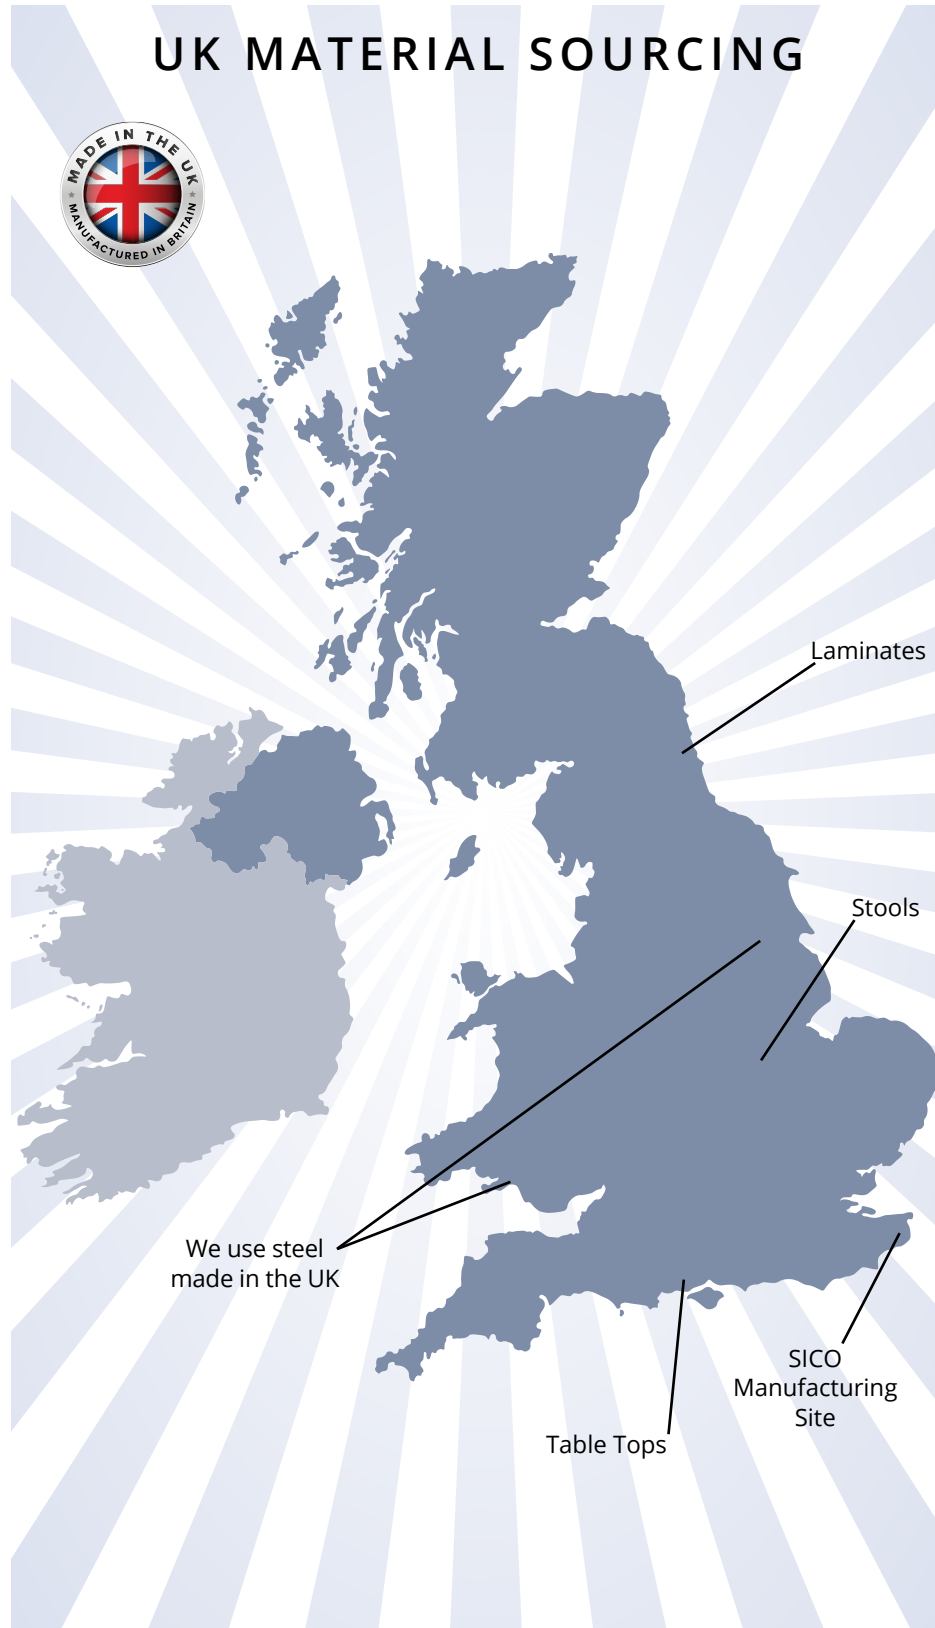 UK MATERIAL SOURCING
MADE IN THE UK
MANUFACTURED IN BRITAIN
Laminates
Stools
We use steel
made in the UK
SICO
Manufacturing
Site
Table Tops